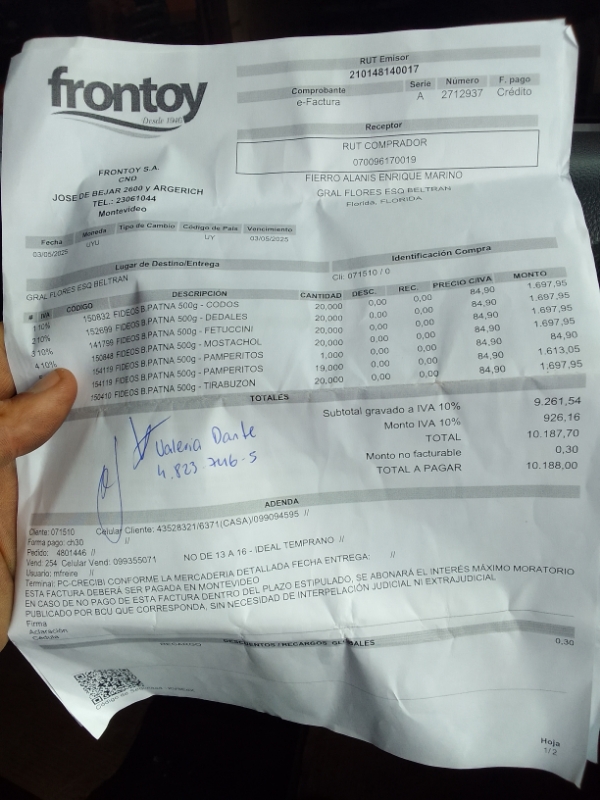 frontoy
Desde 1946
RUT Emisor
210148140017
Comprobante Serie Número F. pago
e-Factura A 2712937 Crédito
Receptor
RUT COMPRADOR
070096170019
FIERRO ALANIS ENRIQUE MARINO
GRAL FLORES ESQ BELTRAN
Florida, FLORIDA
FRONTOY S.A.
CND
JOSE DE BEJAR 2600 y ARGERICH
TEL.: 23061044
Montevideo
Fecha Moneda Tipo de Cambio Código de País Vencimiento
03/05/2025 UYU UY 03/05/2025
Lugar de Destino/Entrega Identificación Compra
GRAL FLORES ESQ BELTRAN Cli: 071510 / 0
# IVA CÓDIGO DESCRIPCION CANTIDAD DESC. REC. PRECIO C/IVA MONTO
1 10% 150832 FIDEOS B.PATNA 500g - CODOS 20,000 0,00 0,00 84,90 1.697,95
2 10% 152699 FIDEOS B.PATNA 500g - DEDALES 20,000 0,00 0,00 84,90 1.697,95
3 10% 141799 FIDEOS B.PATNA 500g - FETUCCINI 20,000 0,00 0,00 84,90 1.697,95
4 10% 150848 FIDEOS B.PATNA 500g - MOSTACHOL 20,000 0,00 0,00 84,90 1.697,95
154119 FIDEOS B.PATNA 500g - PAMPERITOS 1,000 0,00 0,00 84,90 84,90
154119 FIDEOS B.PATNA 500g - PAMPERITOS 19,000 0,00 0,00 84,90 1.613,05
150410 FIDEOS B.PATNA 500g - TIRABUZON 20,000 0,00 0,00 84,90 1.697,95
TOTALES
Subtotal gravado a IVA 10% 9.261,54
Monto IVA 10% 926,16
TOTAL 10.187,70
Monto no facturable 0,30
TOTAL A PAGAR 10.188,00
Valeria Dante
4.823.746-5
ADENDA
Cliente: 071510 Celular Cliente: 43528321/6371(CASA)/099094595 //
Forma pago: ch30 //
Pedido: 4801446 //
Vend: 254 Celular Vend: 099355071 NO DE 13 A 16 - IDEAL TEMPRANO //
Usuario: mfreire //
Terminal: PC-CRECIBI CONFORME LA MERCADERIA DETALLADA FECHA ENTREGA: //
ESTA FACTURA DEBERÁ SER PAGADA EN MONTEVIDEO
EN CASO DE NO PAGO DE ESTA FACTURA DENTRO DEL PLAZO ESTIPULADO, SE ABONARÁ EL INTERÉS MÁXIMO MORATORIO
PUBLICADO POR BCU QUE CORRESPONDA, SIN NECESIDAD DE INTERPELACIÓN JUDICIAL NI EXTRAJUDICIAL
Firma
Aclaración
Cédula
DESCUENTOS / RECARGOS GLOBALES
RECARGO 0,30
Código de Seguridad
Hoja
1/ 2